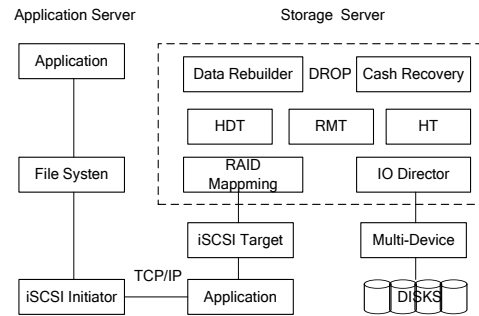 Application Server
Storage Server
Application
Data Rebuilder
DROP
Cash Recovery
HDT
RMT
HT
File Systen
RAID
Mappming
IO Director
iSCSI Target
Multi-Device
TCP/IP
iSCSI Initiator
Application
DISKS